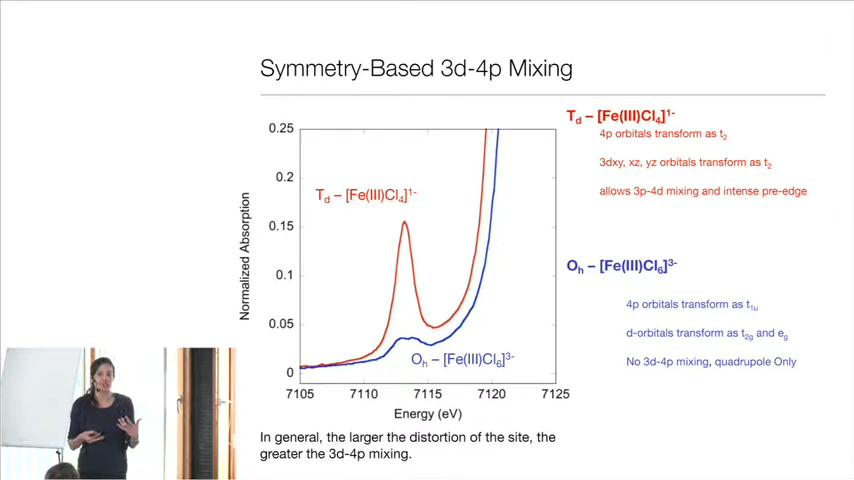 Symmetry-Based 3d-4p Mixing
0.25
0.2
0.15
0.1
0.05
0
Normalized Absorption
Td – [Fe(III)Cl4]1-
Oh – [Fe(III)Cl6]3-
7105
7110
7115
7120
7125
Energy (eV)
In general, the larger the distortion of the site, the
greater the 3d-4p mixing.
Td – [Fe(III)Cl4]1-
4p orbitals transform as t2
3dxy, xz, yz orbitals transform as t2
allows 3p-4d mixing and intense pre-edge
Oh – [Fe(III)Cl6]3-
4p orbitals transform as t1u
d-orbitals transform as t2g and eg
No 3d-4p mixing, quadrupole Only